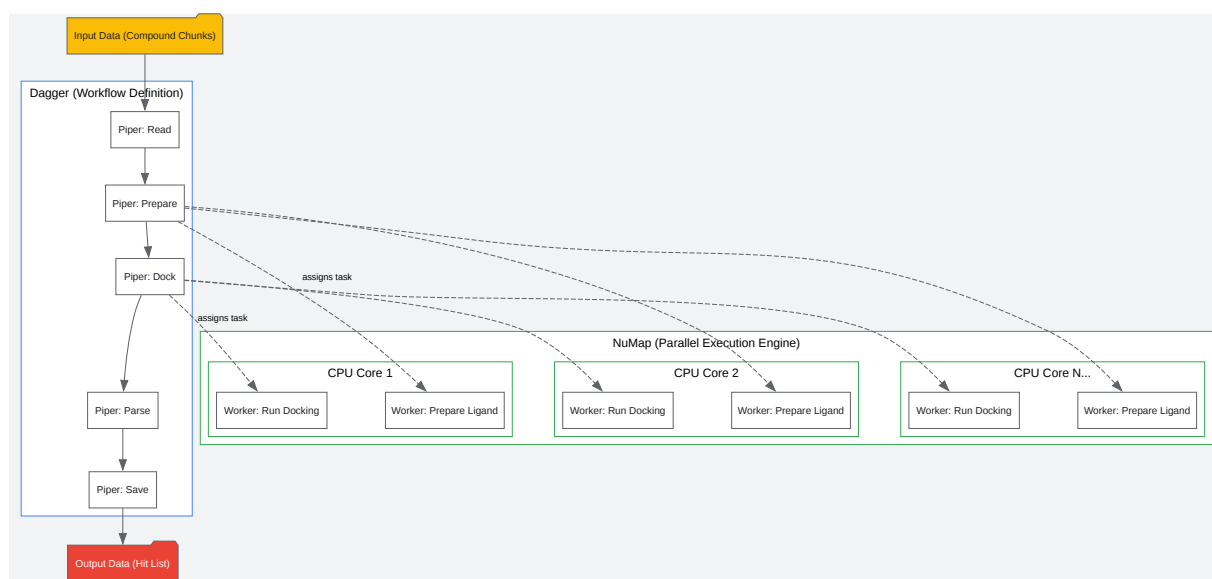 Input Data (Compound Chunks)
Dagger (Workflow Definition)
Piper: Read
Piper: Prepare
Piper: Dock
assigns task
assigns task
NuMap (Parallel Execution Engine)
CPU Core 1
CPU Core 2
CPU Core N...
Worker: Run Docking
Worker: Prepare Ligand
Worker: Run Docking
Worker: Prepare Ligand
Worker: Run Docking
Worker: Prepare Ligand
Piper: Parse
Piper: Save
Output Data (Hit List)